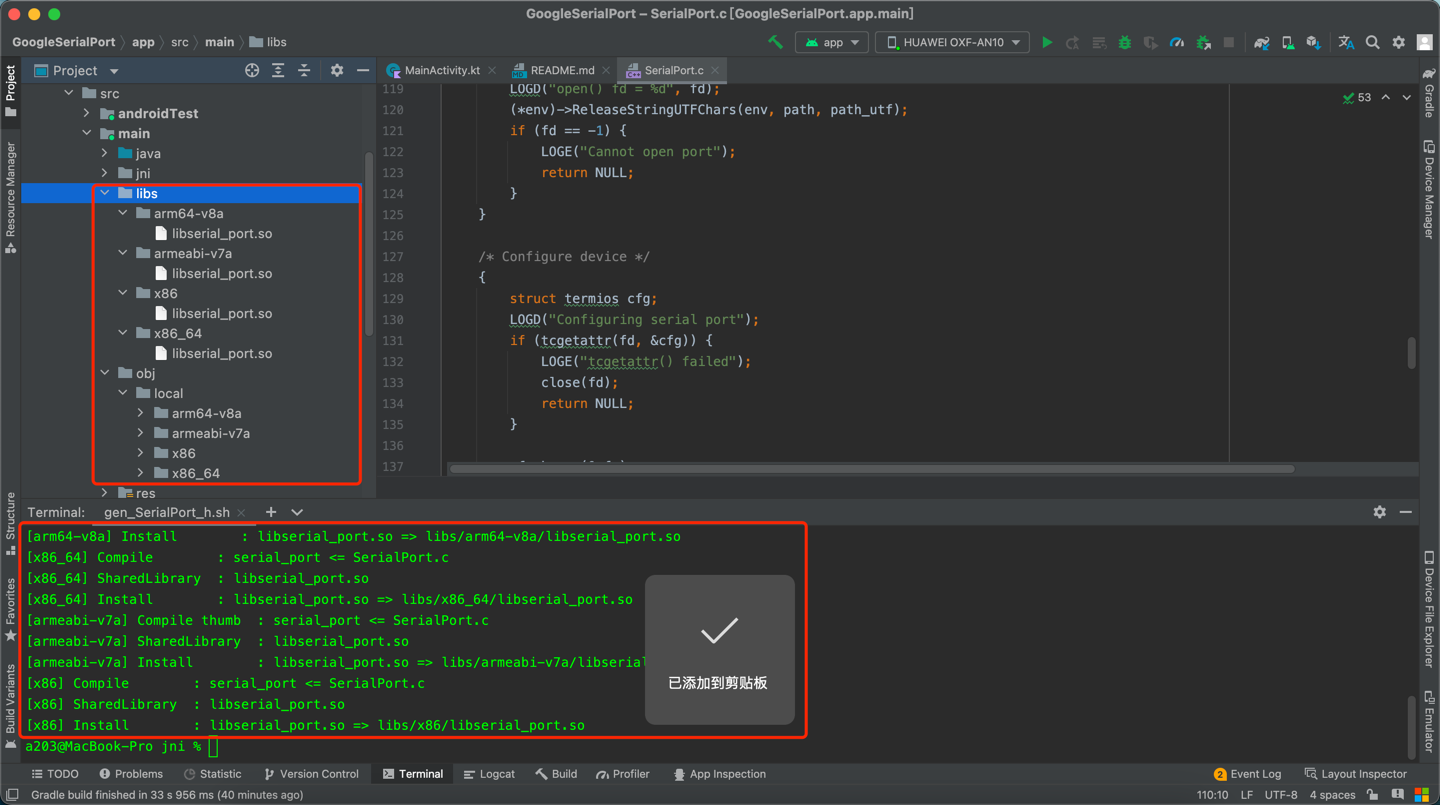 GoogleSerialPort – SerialPort.c [GoogleSerialPort.app.main]
GoogleSerialPort app src main libs
app
HUAWEI OXF-AN10
Project
MainActivity.kt
README.md
SerialPort.c
Project
Resource Manager
Structure
Favorites
Build Variants
src
androidTest
main
java
jni
libs
arm64-v8a
libserial_port.so
armeabi-v7a
libserial_port.so
x86
libserial_port.so
x86_64
libserial_port.so
obj
local
arm64-v8a
armeabi-v7a
x86
x86_64
res
53
119 LOGD("open() fd = %d", fd);
120 (*env)->ReleaseStringUTFChars(env, path, path_utf);
121 if (fd == -1) {
122 LOGE("Cannot open port");
123 return NULL;
124 }
125 }
126
127 /* Configure device */
128 {
129 struct termios cfg;
130 LOGD("Configuring serial port");
131 if (tcgetattr(fd, &cfg)) {
132 LOGE("tcgetattr() failed");
133 close(fd);
134 return NULL;
135 }
136
137
Gradle
Device Manager
Device File Explorer
Emulator
Terminal: gen_SerialPort_h.sh
[arm64-v8a] Install : libserial_port.so => libs/arm64-v8a/libserial_port.so
[x86_64] Compile : serial_port <= SerialPort.c
[x86_64] SharedLibrary : libserial_port.so
[x86_64] Install : libserial_port.so => libs/x86_64/libserial_port.so
[armeabi-v7a] Compile thumb : serial_port <= SerialPort.c
[armeabi-v7a] SharedLibrary : libserial_port.so
[armeabi-v7a] Install : libserial_port.so => libs/armeabi-v7a/libserial
[x86] Compile : serial_port <= SerialPort.c
[x86] SharedLibrary : libserial_port.so
[x86] Install : libserial_port.so => libs/x86/libserial_port.so
a203@MacBook-Pro jni %
已添加到剪贴板
TODO Problems Statistic Version Control Terminal Logcat Build Profiler App Inspection 2 Event Log Layout Inspector
Gradle build finished in 33 s 956 ms (40 minutes ago) 110:10 LF UTF-8 4 spaces